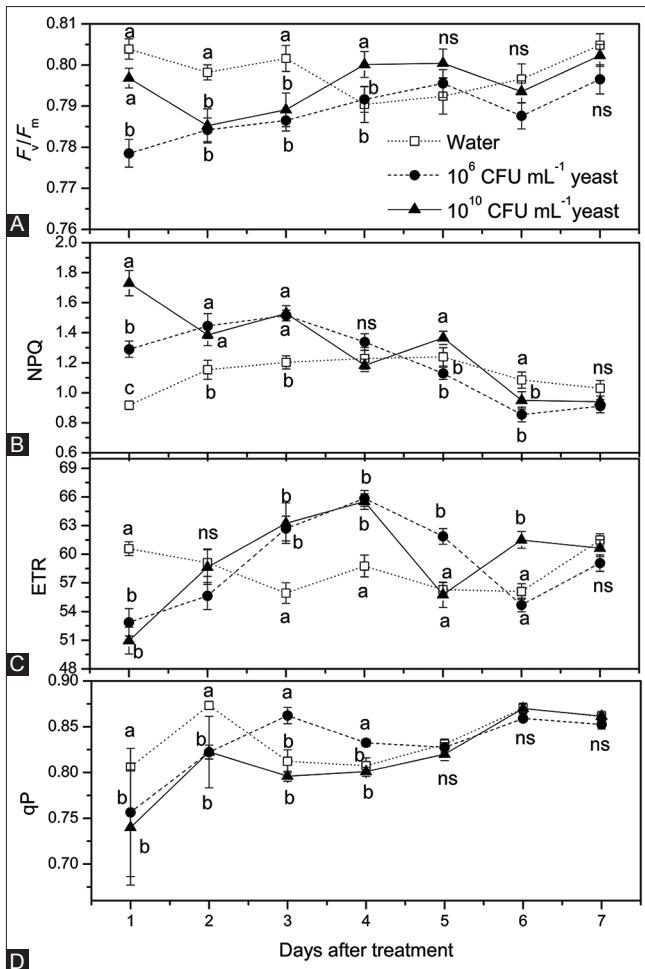 0.81
a
a
a
a
ns
ns
0.80
a
b
b
0.79
b
b
b
b
ns
Water
0.78
10⁶ CFU mL⁻¹ yeast
0.77
10¹⁰ CFU mL⁻¹yeast
0.76
Fv/Fm
A
2.0
a
1.8
a
a
1.6
b
a
a
ns
a
1.4
a
ns
1.2
b
b
b
b
b
1.0
c
b
0.8
0.6
NPQ
B
69
66
b
b
b
b
63
a
ns
b
b
60
57
b
a
a
ns
54
a
a
a
51
b
48
ETR
C
0.90
a
a
a
0.85
a
b
b
b
0.80
b
b
b
ns
ns
ns
0.75
b
b
0.70
qP
1 2 3 4 5 6 7
Days after treatment
D